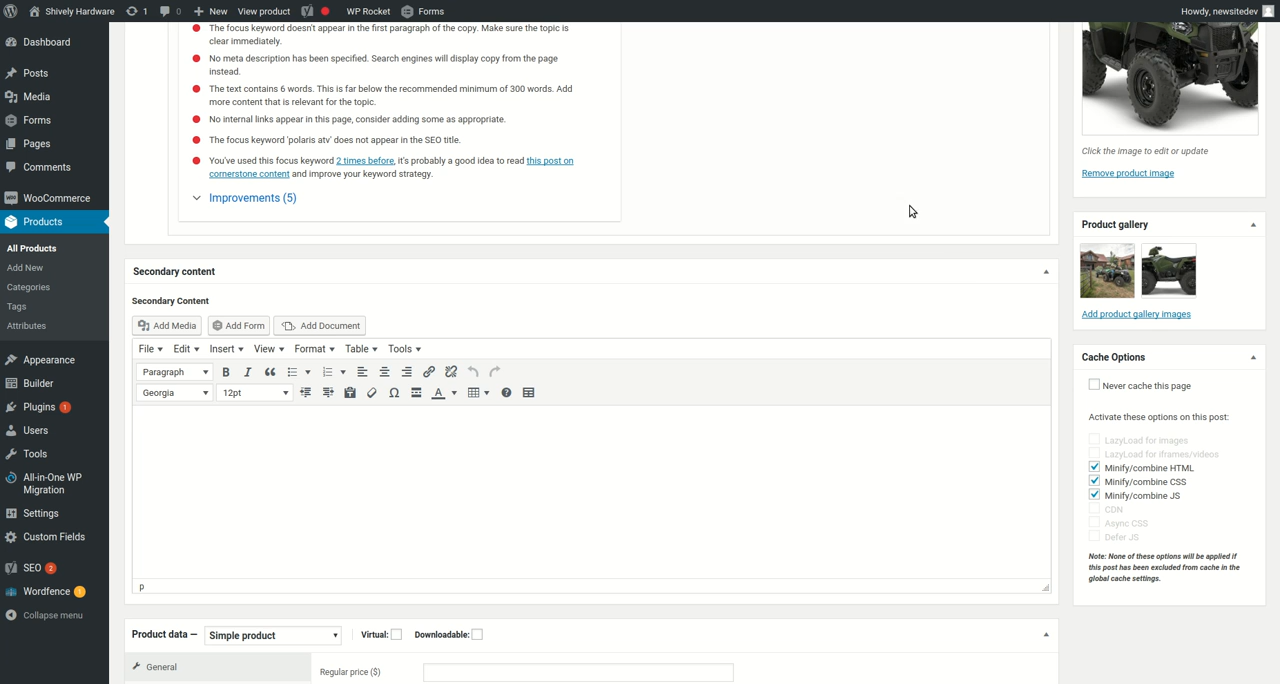 Shively Hardware 1 0 New View product WP Rocket Forms Howdy, newsitedev
Dashboard
Posts
Media
Forms
Pages
Comments
WooCommerce
Products
All Products
Add New
Categories
Tags
Attributes
Appearance
Builder
Plugins 1
Users
Tools
All-in-One WP
Migration
Settings
Custom Fields
SEO 2
Wordfence 1
Collapse menu
The focus keyword doesn't appear in the first paragraph of the copy. Make sure the topic is
clear immediately.
No meta description has been specified. Search engines will display copy from the page
instead.
The text contains 6 words. This is far below the recommended minimum of 300 words. Add
more content that is relevant for the topic.
No internal links appear in this page, consider adding some as appropriate.
The focus keyword 'polaris atv' does not appear in the SEO title.
You've used this focus keyword 2 times before, it's probably a good idea to read this post on
cornerstone content and improve your keyword strategy.
Improvements (5)
Secondary content
Secondary Content
Add Media Add Form Add Document
File Edit Insert View Format Table Tools
Paragraph
Georgia 12pt
p
Product data — Simple product Virtual: Downloadable:
General
Regular price ($)
Click the image to edit or update
Remove product image
Product gallery
Add product gallery images
Cache Options
Never cache this page
Activate these options on this post:
LazyLoad for images
LazyLoad for iframes/videos
Minify/combine HTML
Minify/combine CSS
Minify/combine JS
CDN
Async CSS
Defer JS
Note: None of these options will be applied if
this post has been excluded from cache in the
global cache settings.